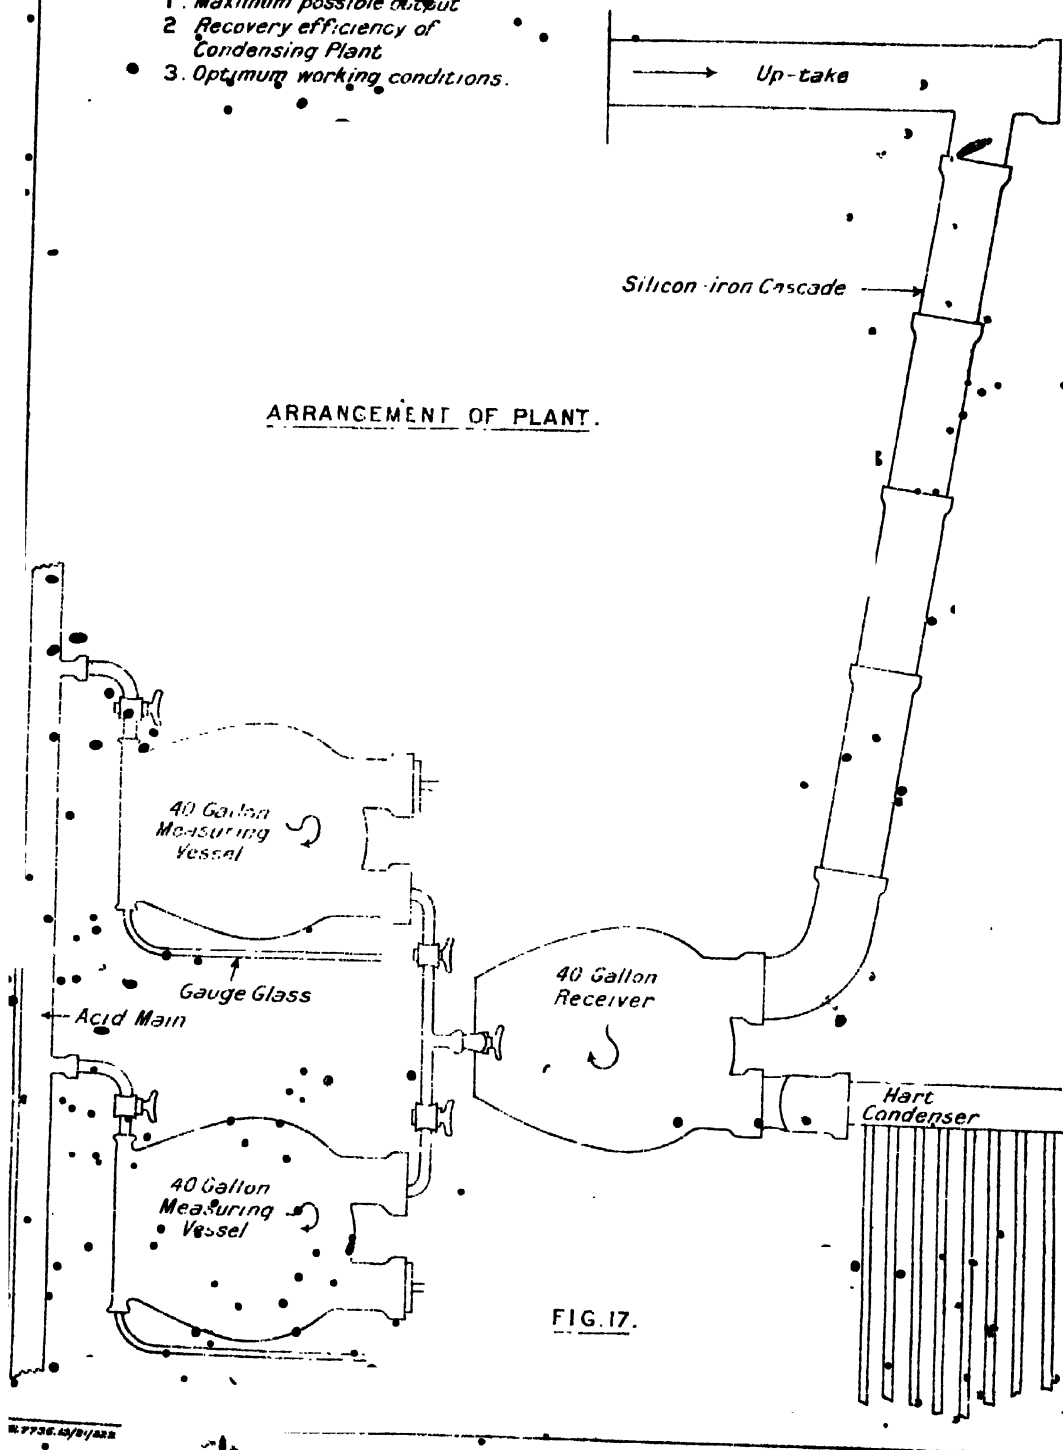 1. Maximum possible output
2 Recovery efficiency of
Condensing Plant
3. Optimum working conditions.
Up-take
Silicon-iron Cascade
ARRANGEMENT OF PLANT.
40 Gallon
Measuring
Vessel
Gauge Glass
Acid Main
40 Gallon
Receiver
Hart
Condenser
40 Gallon
Measuring
Vessel
FIG. 17.